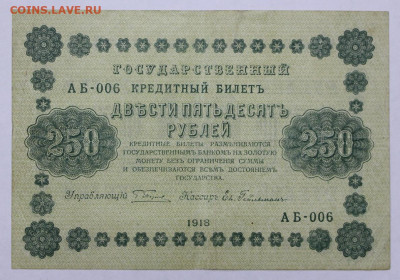 COINS.LAVE.RU
ГОСУДАРСТВЕННЫЙ
АБ-006 КРЕДИТНЫЙ БИЛЕТЪ
ДВѢСТИ ПЯТЬДЕСЯТЪ
РУБЛЕЙ
250 250
КРЕДИТНЫЕ БИЛЕТЫ РАЗМѢНИВАЮТСЯ
ГОСУДАРСТВЕННЫМЪ БАНКОМЪ НА ЗОЛОТУЮ
МОНЕТУ БЕЗЪ ОГРАНИЧЕНІЯ СУММЫ
И ОБЕЗПЕЧИВАЮТСЯ ВСѢМЪ ДОСТОЯНІЕМЪ
ГОСУДАРСТВА.
Управляющій Кассиръ
АБ-006
1918